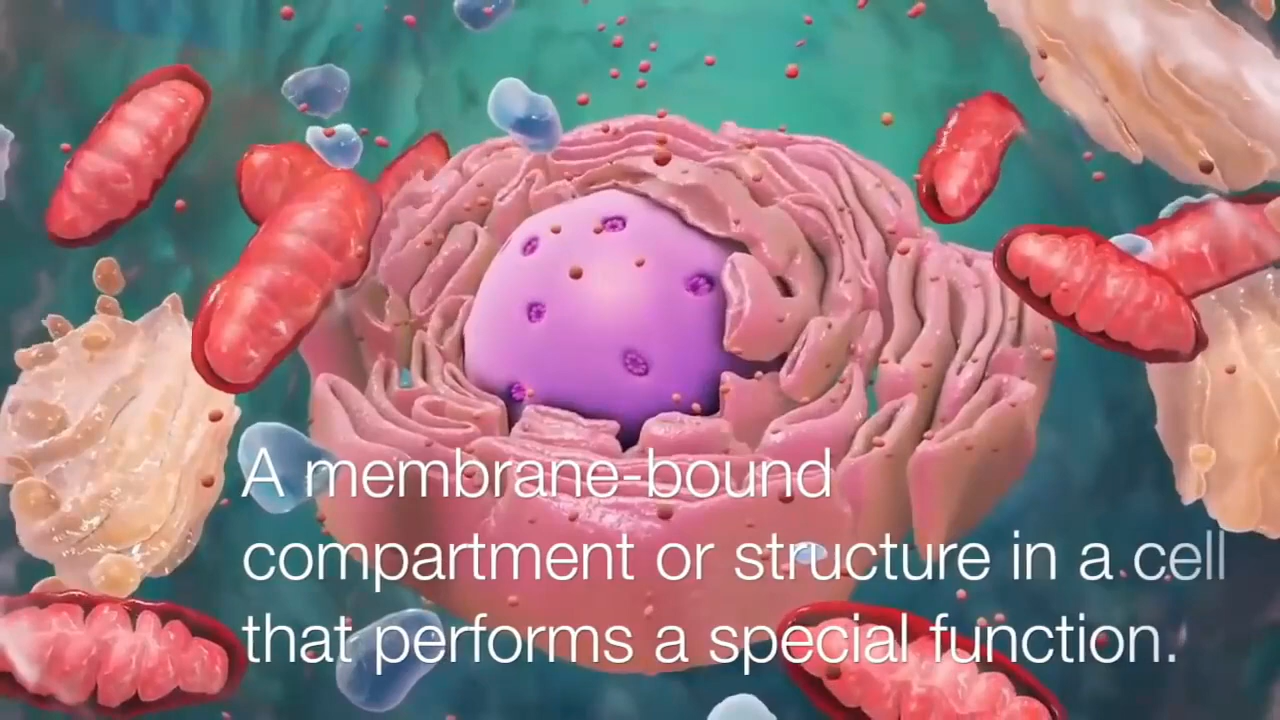 A membrane-bound
compartment or structure in a cell
that performs a special function.